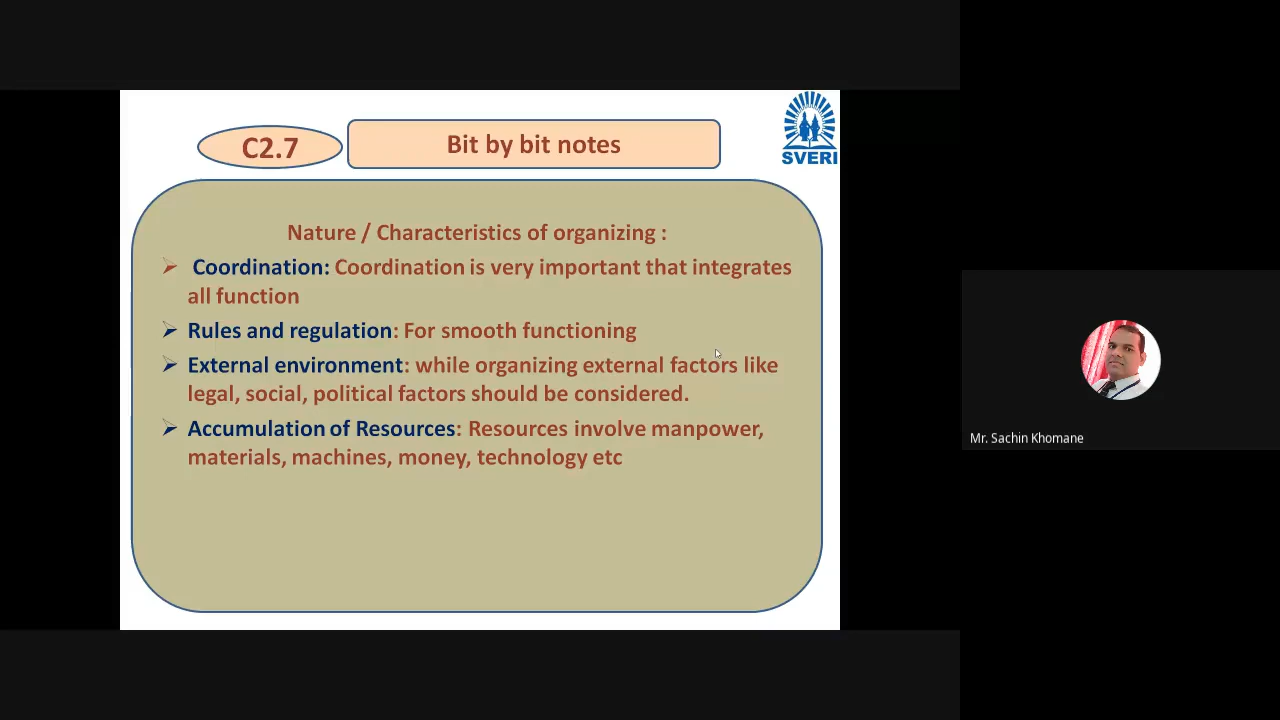 C2.7
Bit by bit notes
SVERI
Nature / Characteristics of organizing :
Coordination: Coordination is very important that integrates
all function
Rules and regulation: For smooth functioning
External environment: while organizing external factors like
legal, social, political factors should be considered.
Accumulation of Resources: Resources involve manpower,
materials, machines, money, technology etc
Mr. Sachin Khomane